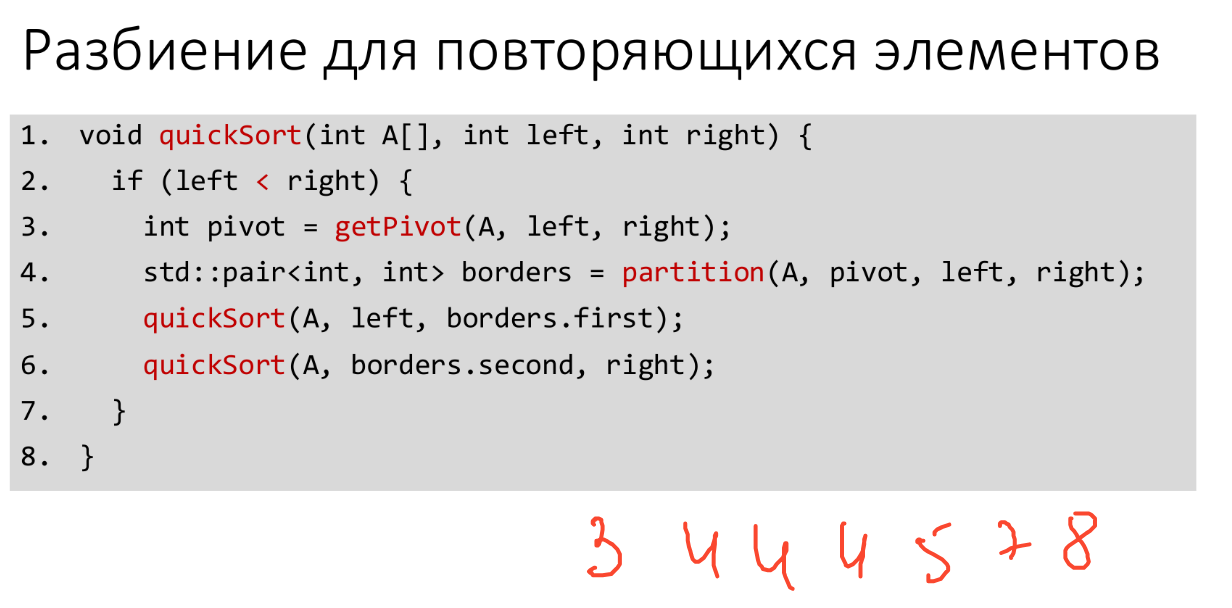 Разбиение для повторяющихся элементов
1. void quickSort(int A[], int left, int right) {
2. if (left < right) {
3. int pivot = getPivot(A, left, right);
4. std::pair<int, int> borders = partition(A, pivot, left, right);
5. quickSort(A, left, borders.first);
6. quickSort(A, borders.second, right);
7. }
8. }
3 4 4 4 5 7 8